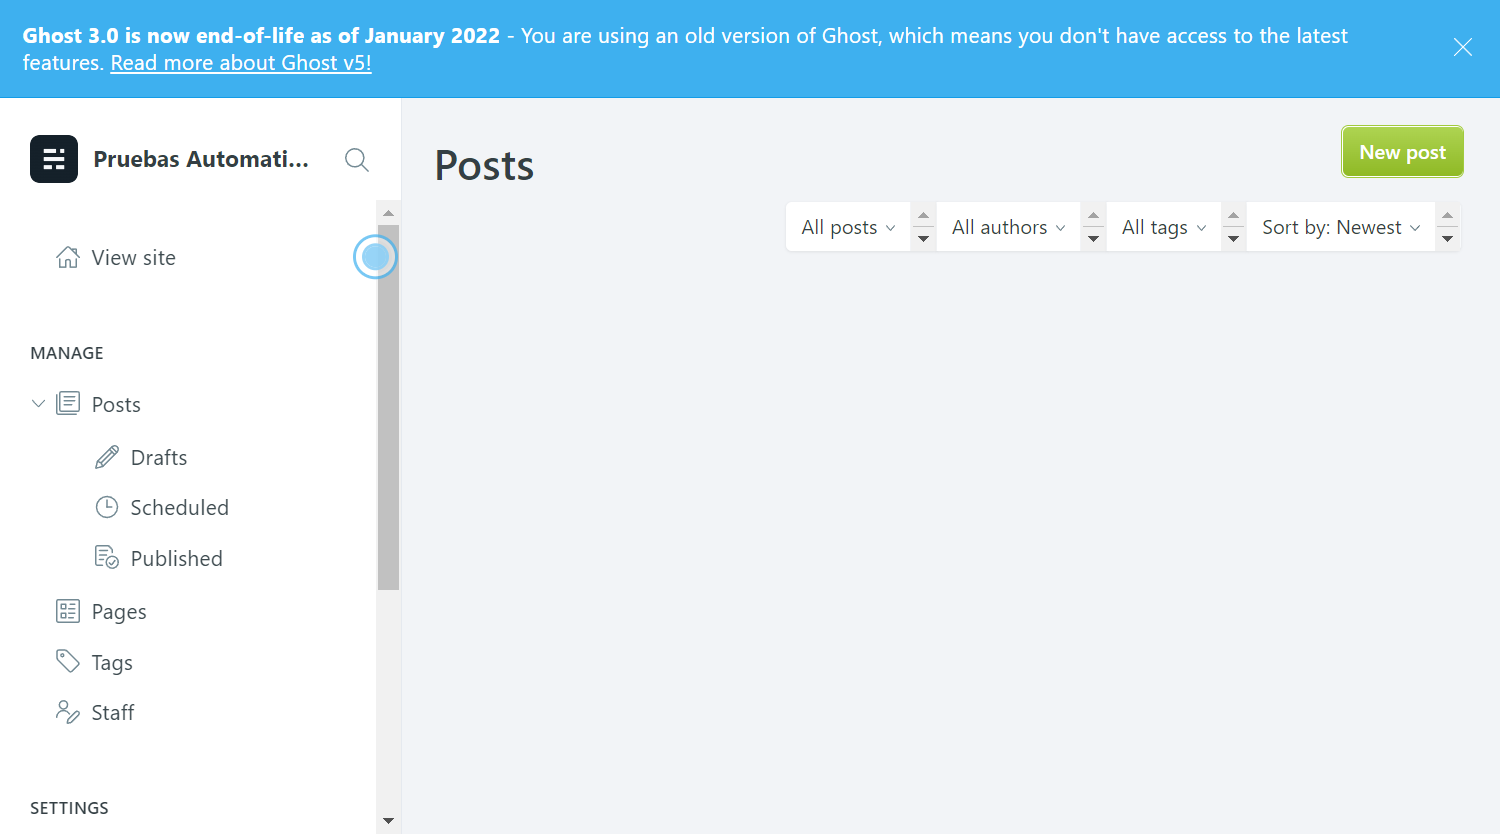 Ghost 3.0 is now end-of-life as of January 2022 - You are using an old version of Ghost, which means you don't have access to the latest
features. Read more about Ghost v5!
Pruebas Automati...
Posts
New post
All posts
All authors
All tags
Sort by: Newest
View site
MANAGE
Posts
Drafts
Scheduled
Published
Pages
Tags
Staff
SETTINGS